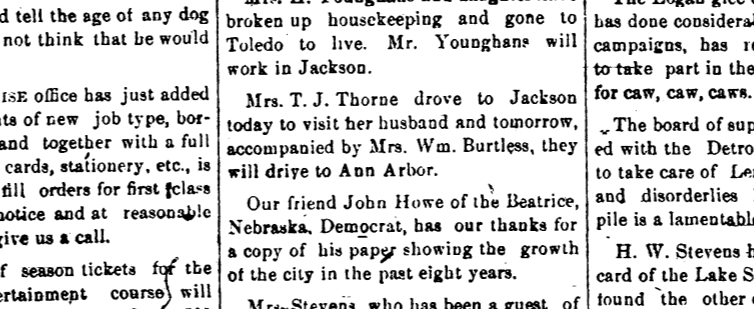 d tell the age of any dog
not think that he would
ISE office has just added
ts of new job type, bor-
and together with a full
cards, stationery, etc., is
fill orders for first class
notice and at reasonable
give us a call.
f season tickets for the
ertainment course) will
broken up housekeeping and gone to
Toledo to live. Mr. Younghans will
work in Jackson.
Mrs. T. J. Thorne drove to Jackson
today to visit her husband and tomorrow,
accompanied by Mrs. Wm. Burtless, they
will drive to Ann Arbor.
Our friend John Howe of the Beatrice,
Nebraska, Democrat, has our thanks for
a copy of his paper showing the growth
of the city in the past eight years.
Mrs. Stevens, who has been a guest of
has done considera
campaigns, has r
to take part in the
for caw, caw, caws.
The board of sup
ed with the Detro
to take care of Le
and disorderlies
pile is a lamentabl
H. W. Stevens h
card of the Lake S
found the other